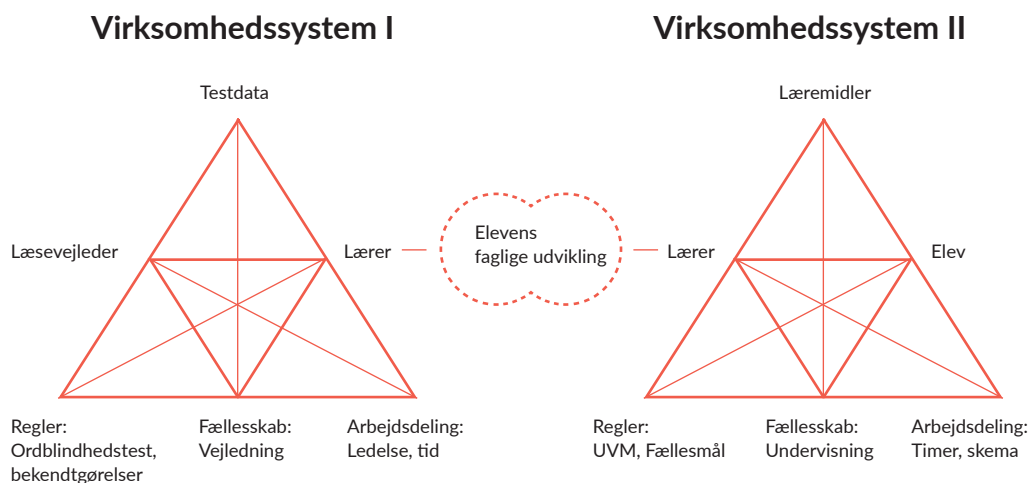 Virksomhedssystem I
Virksomhedssystem II
Testdata
Læremidler
Læsevejleder
Lærer
Elevens
faglige udvikling
Lærer
Elev
Regler:
Ordblindhedstest,
bekendtgørelser
Fællesskab:
Vejledning
Arbejdsdeling:
Ledelse, tid
Regler:
UVM, Fællesmål
Fællesskab:
Undervisning
Arbejdsdeling:
Timer, skema